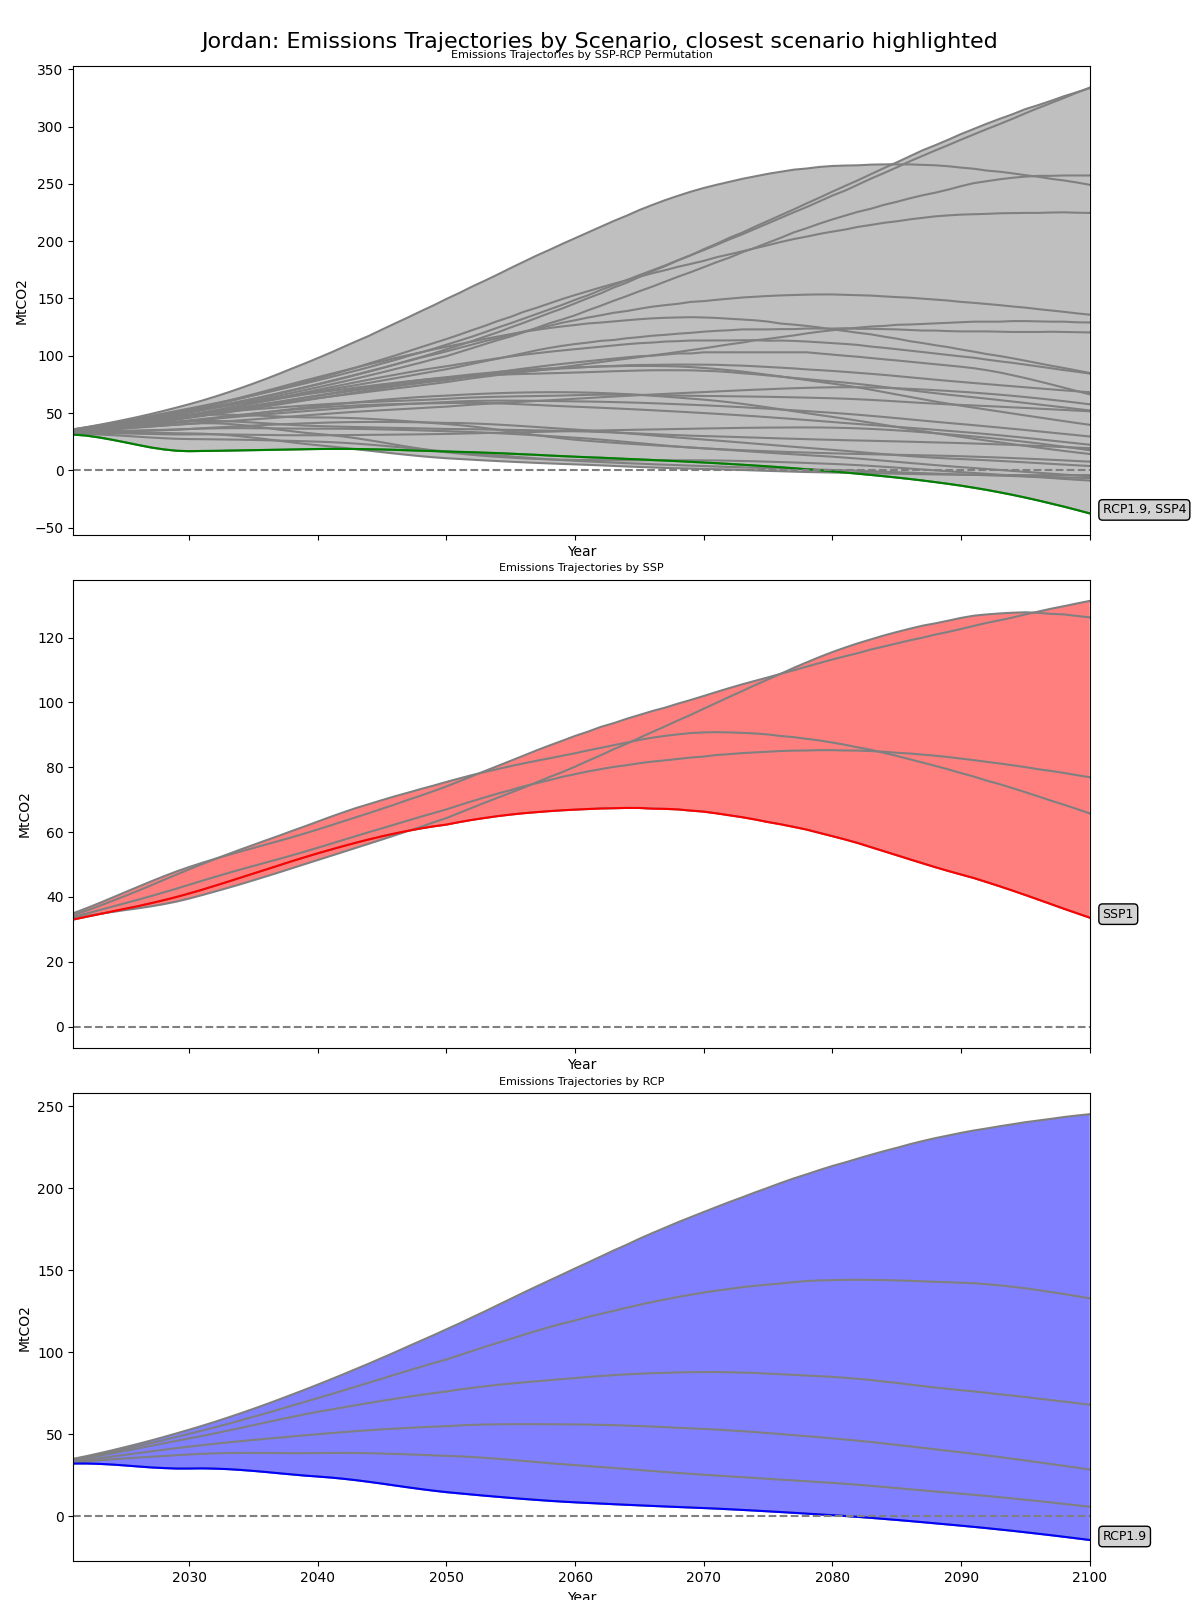 Jordan: Emissions Trajectories by Scenario, closest scenario highlighted
Emissions Trajectories by SSP-RCP Permutation
350
300
250
200
150
100
50
0
−50
MtCO2
RCP1.9, SSP4
Year
Emissions Trajectories by SSP
120
100
80
60
40
20
0
MtCO2
SSP1
Year
Emissions Trajectories by RCP
250
200
150
100
50
0
MtCO2
RCP1.9
2030 2040 2050 2060 2070 2080 2090 2100
Year